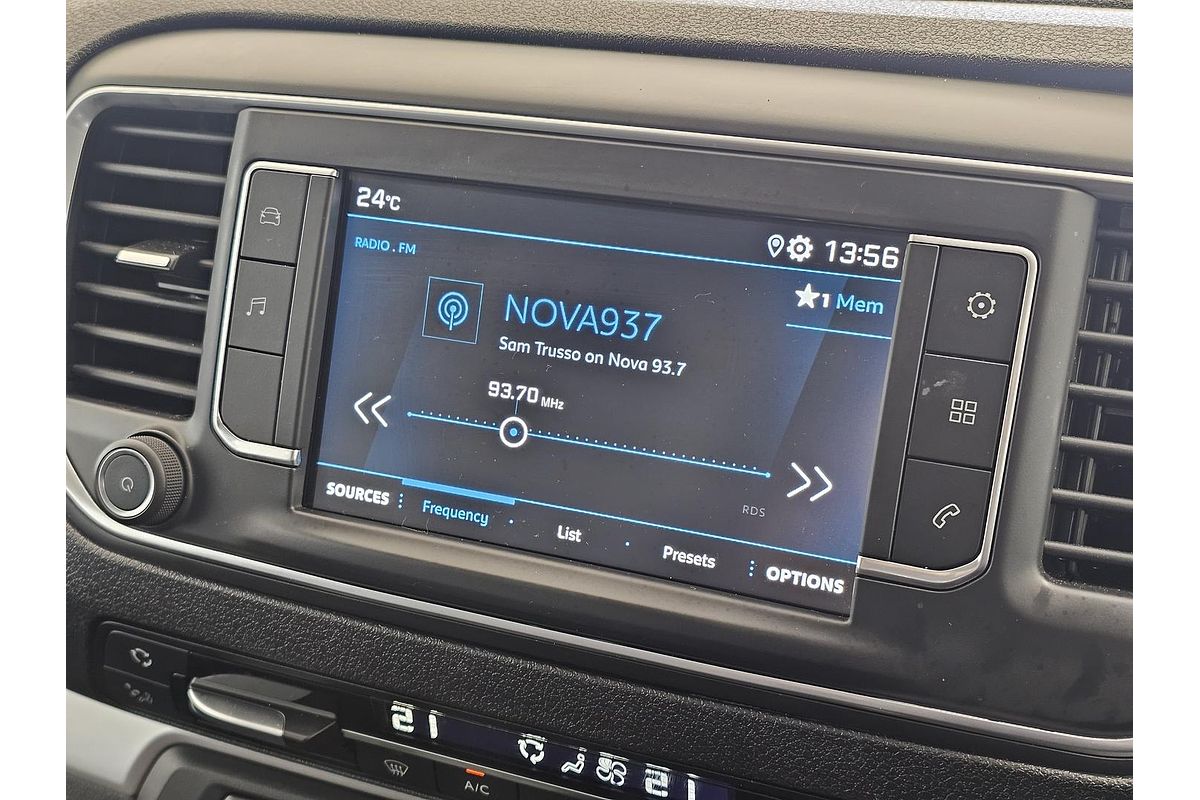 24°C
13:56
RADIO . FM
1 Mem
NOVA937
Sam Trusso on Nova 93.7
93.70 MHz
RDS
SOURCES
Frequency
List
Presets
OPTIONS
21
21
A/C